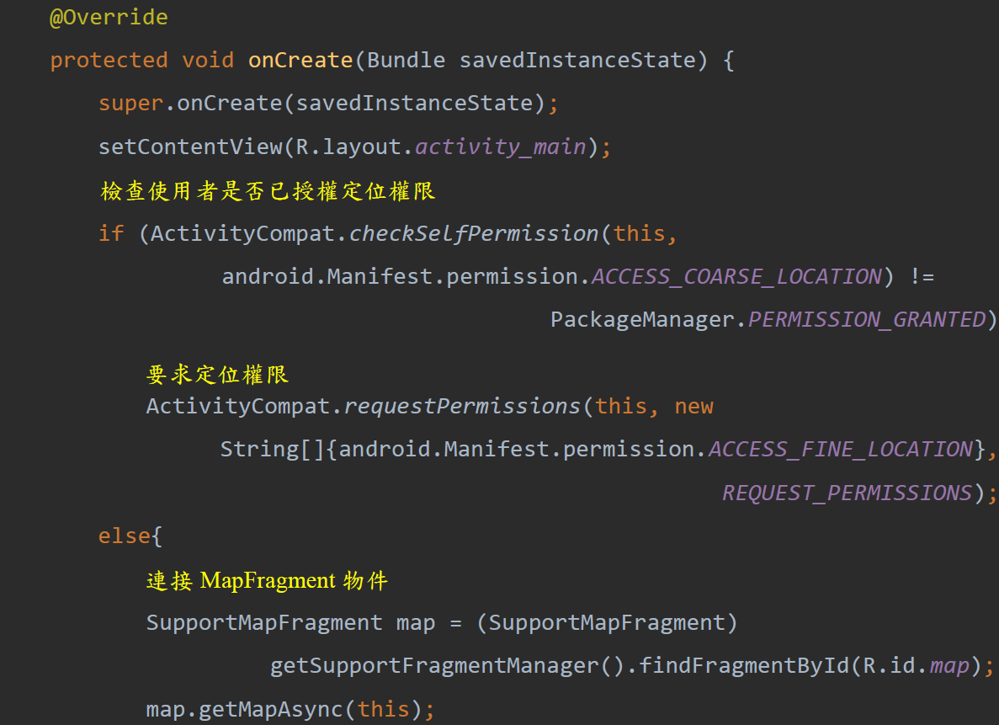 @Override
protected void onCreate(Bundle savedInstanceState) {
super.onCreate(savedInstanceState);
setContentView(R.layout.activity_main);
檢查使用者是否已授權定位權限
if (ActivityCompat.checkSelfPermission(this,
android.Manifest.permission.ACCESS_COARSE_LOCATION) !=
PackageManager.PERMISSION_GRANTED)
要求定位權限
ActivityCompat.requestPermissions(this, new
String[]{android.Manifest.permission.ACCESS_FINE_LOCATION},
REQUEST_PERMISSIONS);
else{
連接 MapFragment 物件
SupportMapFragment map = (SupportMapFragment)
getSupportFragmentManager().findFragmentById(R.id.map);
map.getMapAsync(this);